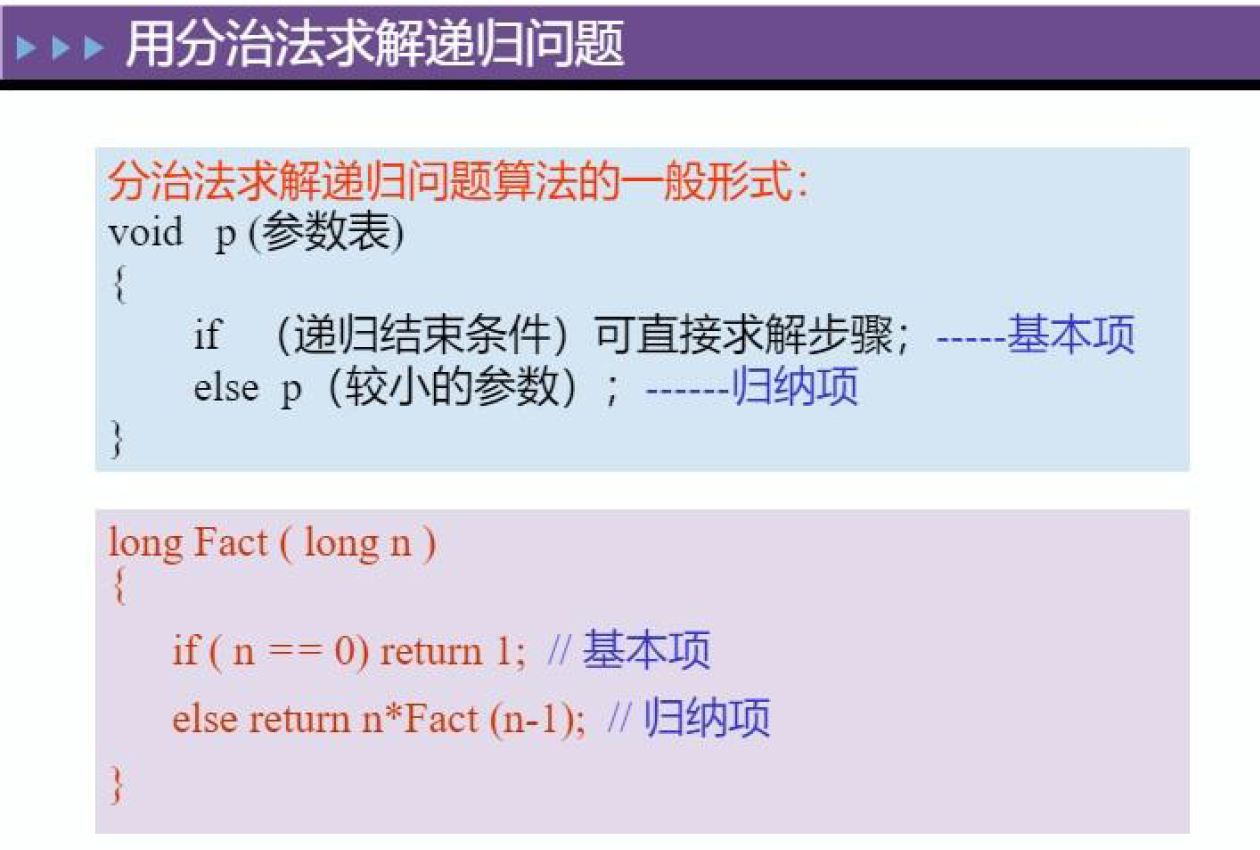 用分治法求解递归问题
分治法求解递归问题算法的一般形式：
void p (参数表)
{
if （递归结束条件）可直接求解步骤；-----基本项
else p（较小的参数）；------归纳项
}
long Fact ( long n )
{
if ( n == 0) return 1; // 基本项
else return n*Fact (n-1); // 归纳项
}